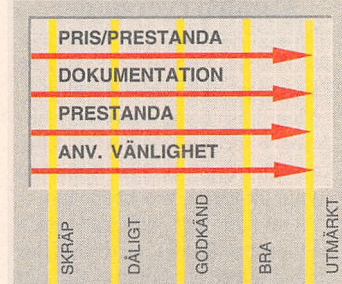 PRIS/PRESTANDA
DOKUMENTATION
PRESTANDA
ANV. VÄNLIGHET
SKRÄP
DÅLIGT
GODKÄND
BRA
UTMÄRKT